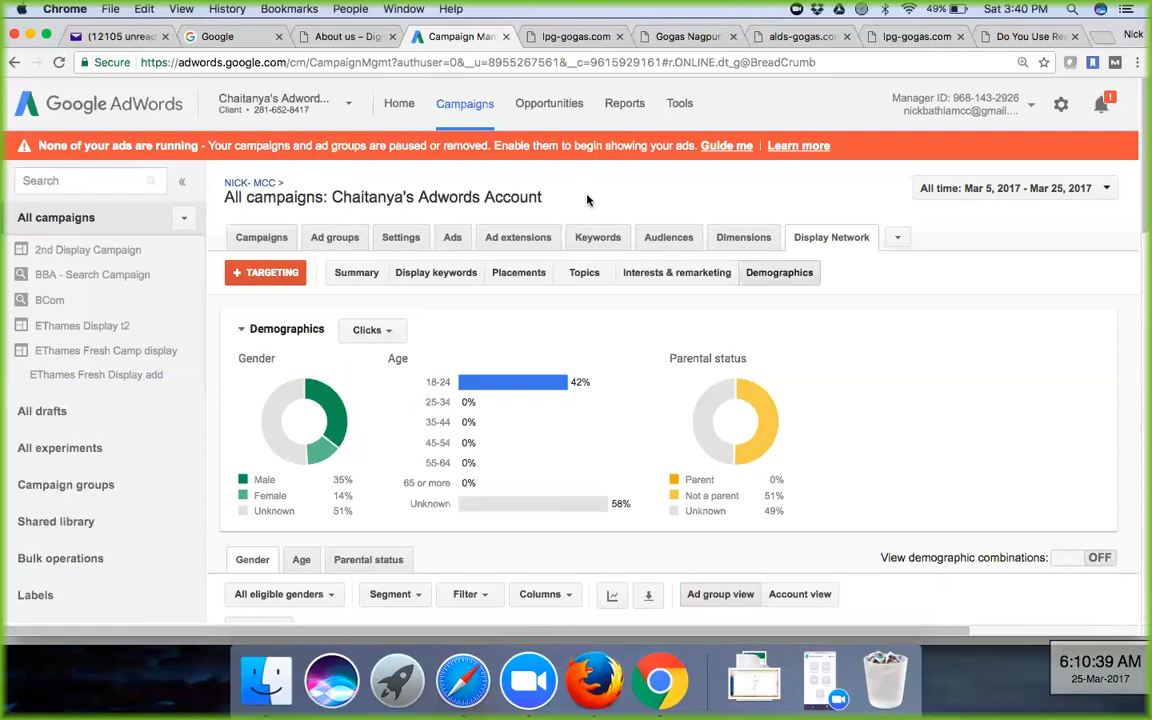 Chrome File Edit View History Bookmarks People Window Help 49% Sat 3:40 PM
(12105 unread Google About us – Digi Campaign Man lpg-gogas.com Gogas Nagpur alds-gogas.com lpg-gogas.com Do You Use Re Nick
Secure https://adwords.google.com/cm/CampaignMgmt?authuser=0&__u=8955267561&__c=9615929161#r.ONLINE.dt_g@BreadCrumb
Google AdWords
Chaitanya's Adword...
Client • 281-652-8417
Home Campaigns Opportunities Reports Tools
Manager ID: 968-143-2926
nickbathlamcc@gmail....
!
None of your ads are running - Your campaigns and ad groups are paused or removed. Enable them to begin showing your ads. Guide me | Learn more
Search
All campaigns
2nd Display Campaign
BBA - Search Campaign
BCom
EThames Display t2
EThames Fresh Camp display
EThames Fresh Display add
All drafts
All experiments
Campaign groups
Shared library
Bulk operations
Labels
NICK- MCC >
All campaigns: Chaitanya's Adwords Account
All time: Mar 5, 2017 - Mar 25, 2017
Campaigns Ad groups Settings Ads Ad extensions Keywords Audiences Dimensions Display Network
+ TARGETING Summary Display keywords Placements Topics Interests & remarketing Demographics
Demographics Clicks
Gender
Male 35%
Female 14%
Unknown 51%
Age
18-24 42%
25-34 0%
35-44 0%
45-54 0%
55-64 0%
65 or more 0%
Unknown 58%
Parental status
Parent 0%
Not a parent 51%
Unknown 49%
Gender Age Parental status
View demographic combinations: OFF
All eligible genders Segment Filter Columns Ad group view Account view
6:10:39 AM
25-Mar-2017